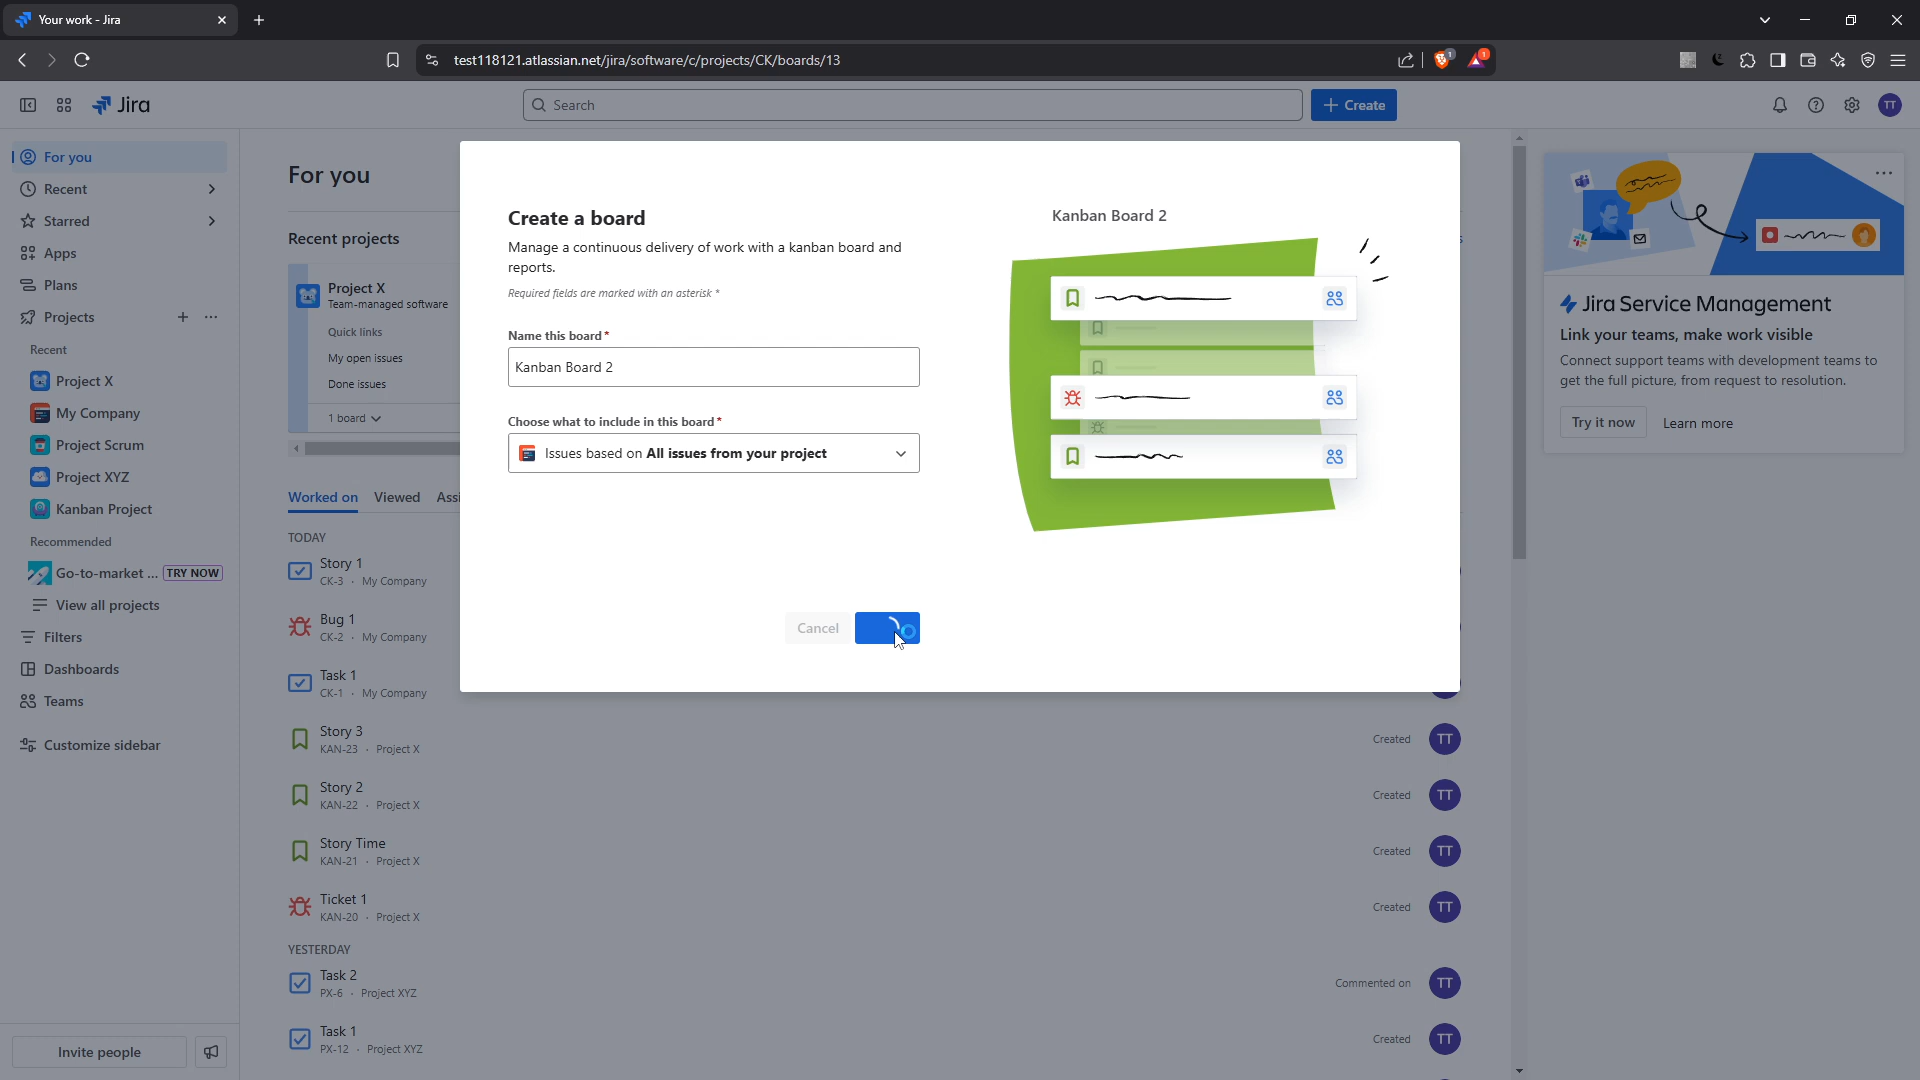 Your work - Jira
test118121.atlassian.net/jira/software/c/projects/CK/boards/13
1
1
Jira
Search
Create
TT
For you
Recent
Starred
Apps
Plans
Projects
Recent
Project X
My Company
Project Scrum
Project XYZ
Kanban Project
Recommended
Go-to-market ... TRY NOW
View all projects
Filters
Dashboards
Teams
Customize sidebar
Invite people
For you
Recent projects
Project X
Team-managed software
Quick links
My open issues
Done issues
1 board
Worked on Viewed Assi
TODAY
Story 1
CK-3 · My Company
Bug 1
CK-2 · My Company
Task 1
CK-1 · My Company
Story 3
KAN-23 · Project X
Created TT
Story 2
KAN-22 · Project X
Created TT
Story Time
KAN-21 · Project X
Created TT
Ticket 1
KAN-20 · Project X
Created TT
YESTERDAY
Task 2
PX-6 · Project XYZ
Commented on TT
Task 1
PX-12 · Project XYZ
Created TT
Create a board
Manage a continuous delivery of work with a kanban board and
reports.
Required fields are marked with an asterisk *
Name this board *
Kanban Board 2
Choose what to include in this board *
Issues based on All issues from your project
Cancel
Kanban Board 2
Jira Service Management
Link your teams, make work visible
Connect support teams with development teams to
get the full picture, from request to resolution.
Try it now Learn more